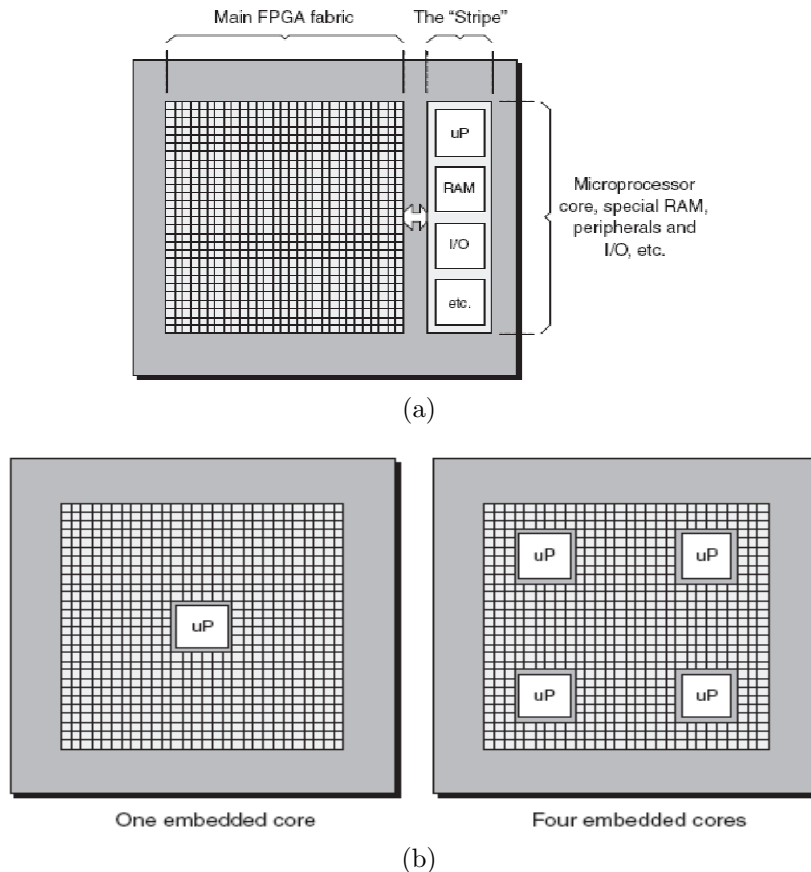 Main FPGA fabric
The “Stripe”
uP
RAM
I/O
etc.
Microprocessor
core, special RAM,
peripherals and
I/O, etc.
(a)
uP
uP
uP
uP
uP
One embedded core
Four embedded cores
(b)